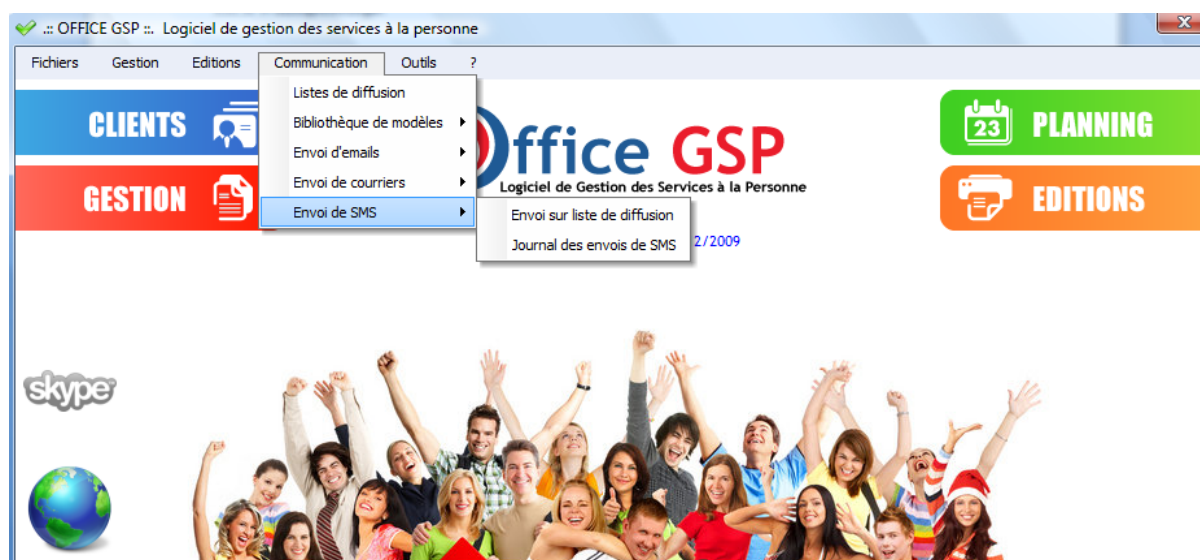 .:: OFFICE GSP ::. Logiciel de gestion des services à la personne
Fichiers Gestion Editions Communication Outils ?
Listes de diffusion
Bibliothèque de modèles
Envoi d'emails
Envoi de courriers
Envoi de SMS
Envoi sur liste de diffusion
Journal des envois de SMS
CLIENTS
GESTION
ffice GSP
Logiciel de Gestion des Services à la Personne
2/2009
23
PLANNING
EDITIONS
skype